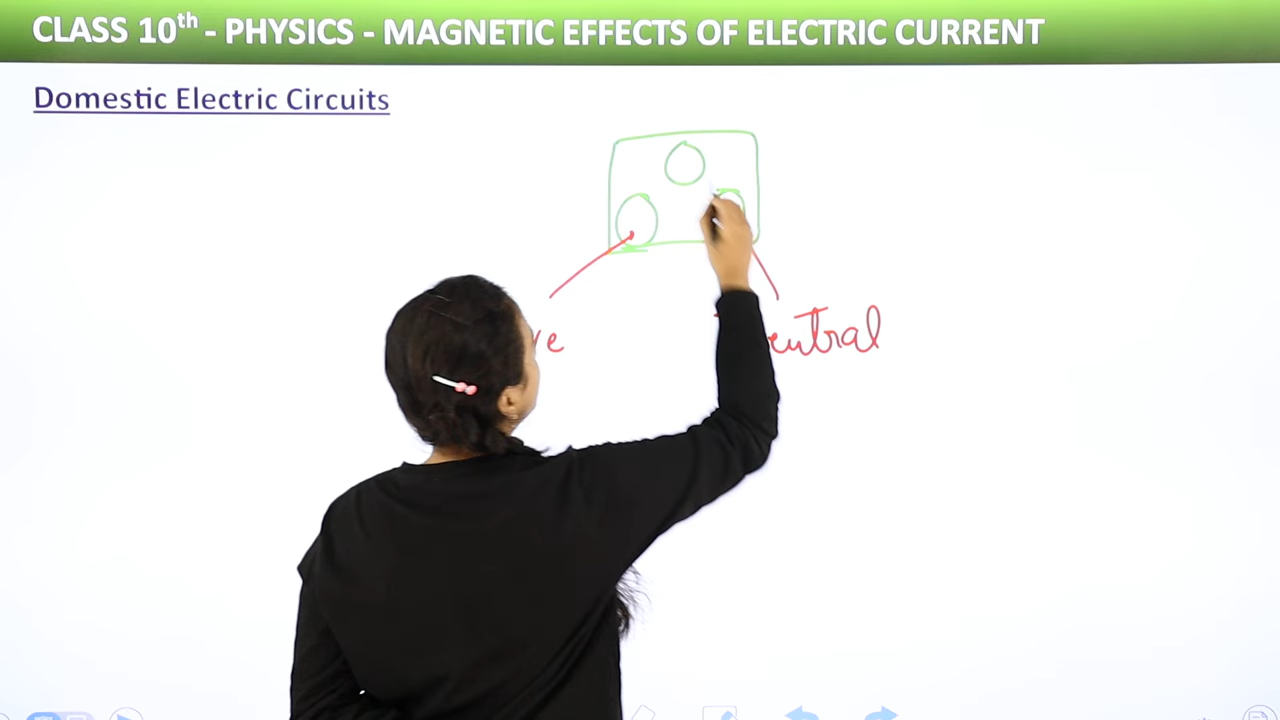 CLASS 10th - PHYSICS - MAGNETIC EFFECTS OF ELECTRIC CURRENT
Domestic Electric Circuits